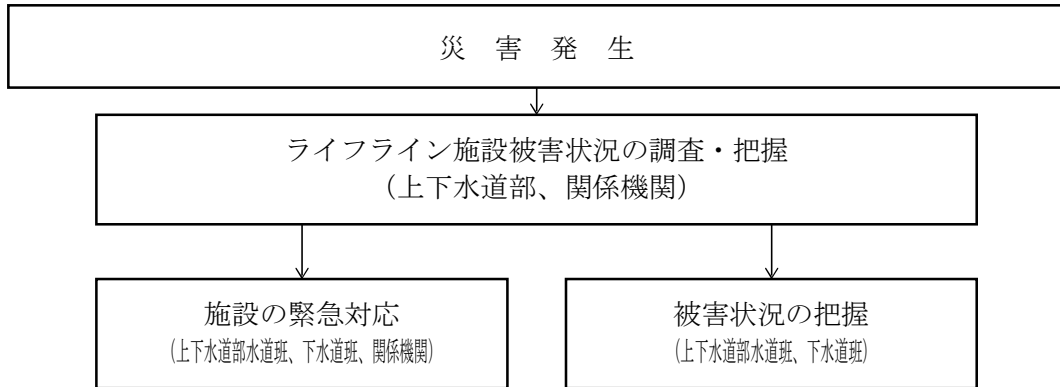 災　害　発　生
ライフライン施設被害状況の調査・把握
（上下水道部、関係機関）
施設の緊急対応
（上下水道部水道班、下水道班、関係機関）
被害状況の把握
（上下水道部水道班、下水道班）